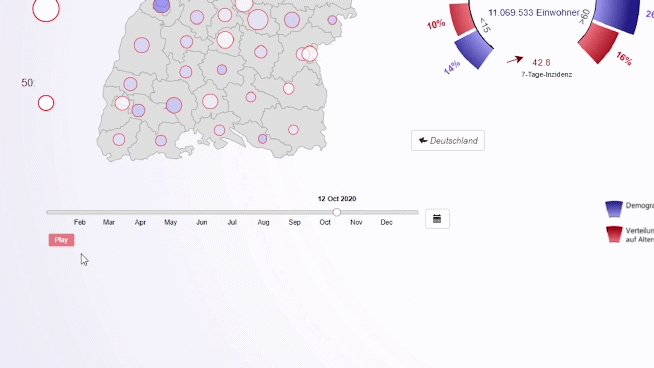 10%
<15
11.069.533 Einwohner
>60
26
14%
42.8
16%
7-Tage-Inzidenz
50:
Deutschland
12 Oct 2020
Feb Mar Apr May Jun Jul Aug Sep Oct Nov Dec
Play
Demogra
Verteilun
auf Alter